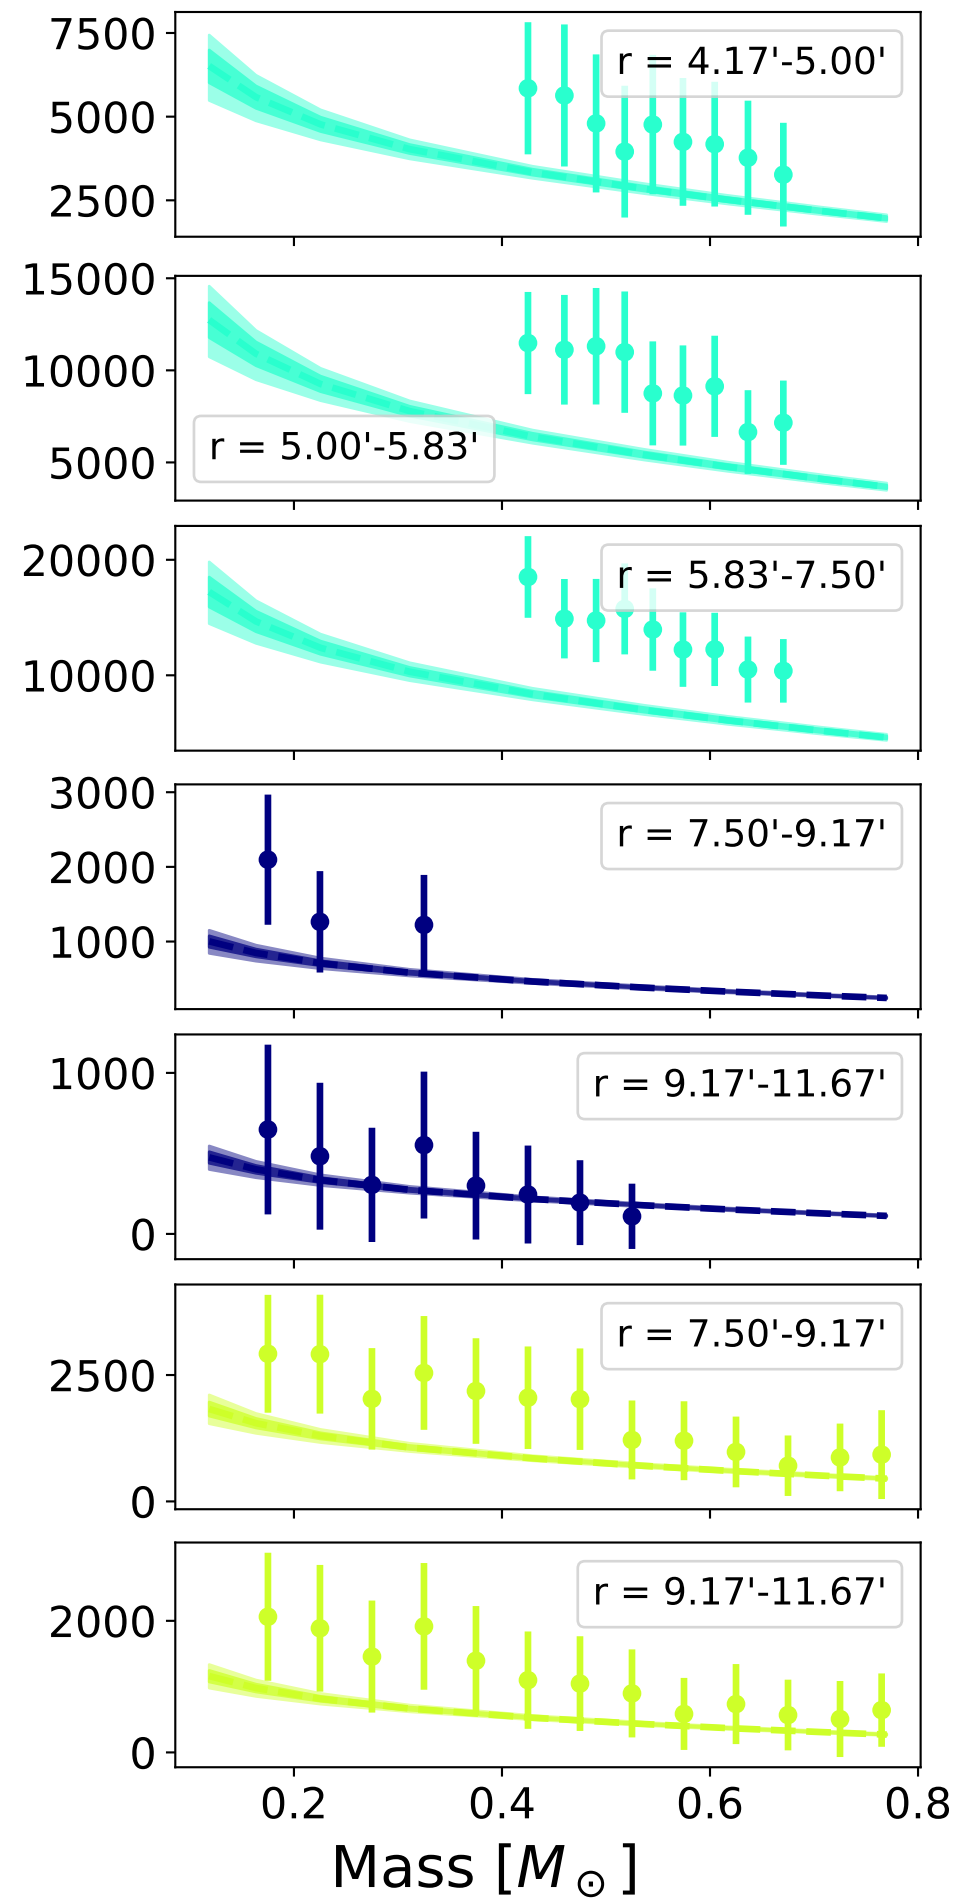 7500
r = 4.17'-5.00'
5000
2500
15000
10000
r = 5.00'-5.83'
5000
20000
r = 5.83'-7.50'
10000
3000
r = 7.50'-9.17'
2000
1000
1000
r = 9.17'-11.67'
0
r = 7.50'-9.17'
2500
0
r = 9.17'-11.67'
2000
0
0.2 0.4 0.6 0.8
Mass [M⊙]